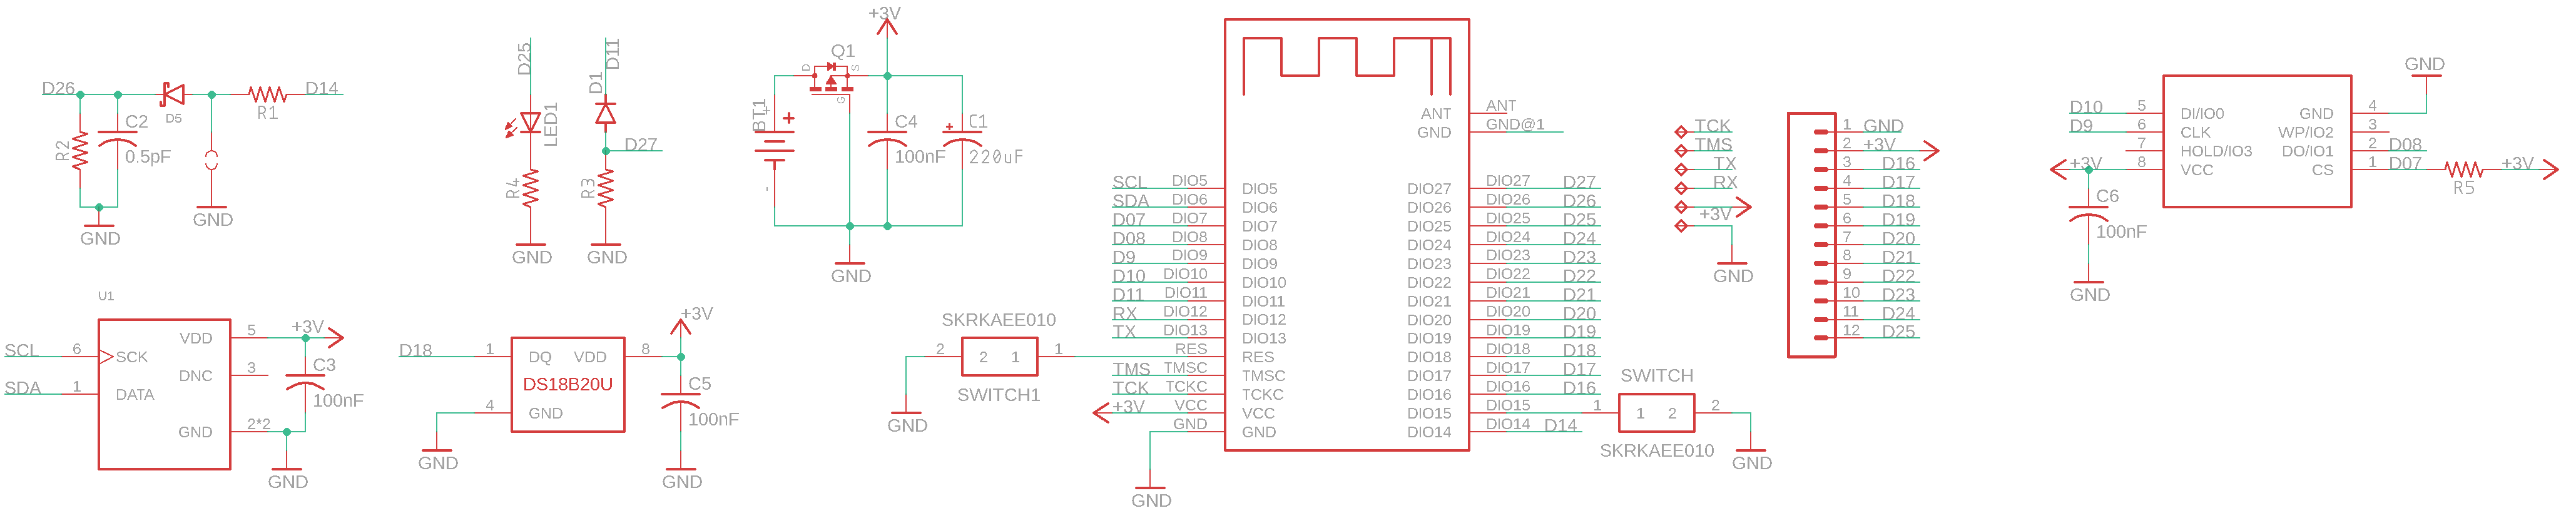 D26
D14
R1
D5
R2
C2
0.5pF
GND
GND
D25
LED1
R4
GND
D11
D1
D27
R3
GND
+3V
Q1
D
S
G
BT1
+
-
C4
100nF
C1
220uF
GND
U1
SCL
6
SCK
SDA
1
DATA
VDD
5
+3V
DNC
3
C3
100nF
GND
2*2
GND
D18
1
DQ
VDD
8
+3V
DS18B20U
4
GND
GND
C5
100nF
GND
SKRKAEE010
2
2
1
1
SWITCH1
GND
ANT
ANT
GND
GND@1
SCL DIO5 DIO5
SDA DIO6 DIO6
D07 DIO7 DIO7
D08 DIO8 DIO8
D9 DIO9 DIO9
D10 DIO10 DIO10
D11 DIO11 DIO11
RX DIO12 DIO12
TX DIO13 DIO13
RES RES
TMS TMSC TMSC
TCK TCKC TCKC
+3V VCC VCC
GND GND
GND
DIO27 DIO27 D27
DIO26 DIO26 D26
DIO25 DIO25 D25
DIO24 DIO24 D24
DIO23 DIO23 D23
DIO22 DIO22 D22
DIO21 DIO21 D21
DIO20 DIO20 D20
DIO19 DIO19 D19
DIO18 DIO18 D18
DIO17 DIO17 D17
DIO16 DIO16 D16
DIO15 DIO15
DIO14 DIO14 D14
SWITCH
1
1
2
2
SKRKAEE010
GND
TCK
TMS
TX
RX
+3V
GND
1 GND
2 +3V
3 D16
4 D17
5 D18
6 D19
7 D20
8 D21
9 D22
10 D23
11 D24
12 D25
D10 5 DI/IO0
D9 6 CLK
7 HOLD/IO3
+3V 8 VCC
C6
100nF
GND
GND
GND 4
WP/IO2 3
DO/IO1 2 D08
CS 1 D07
R5
+3V